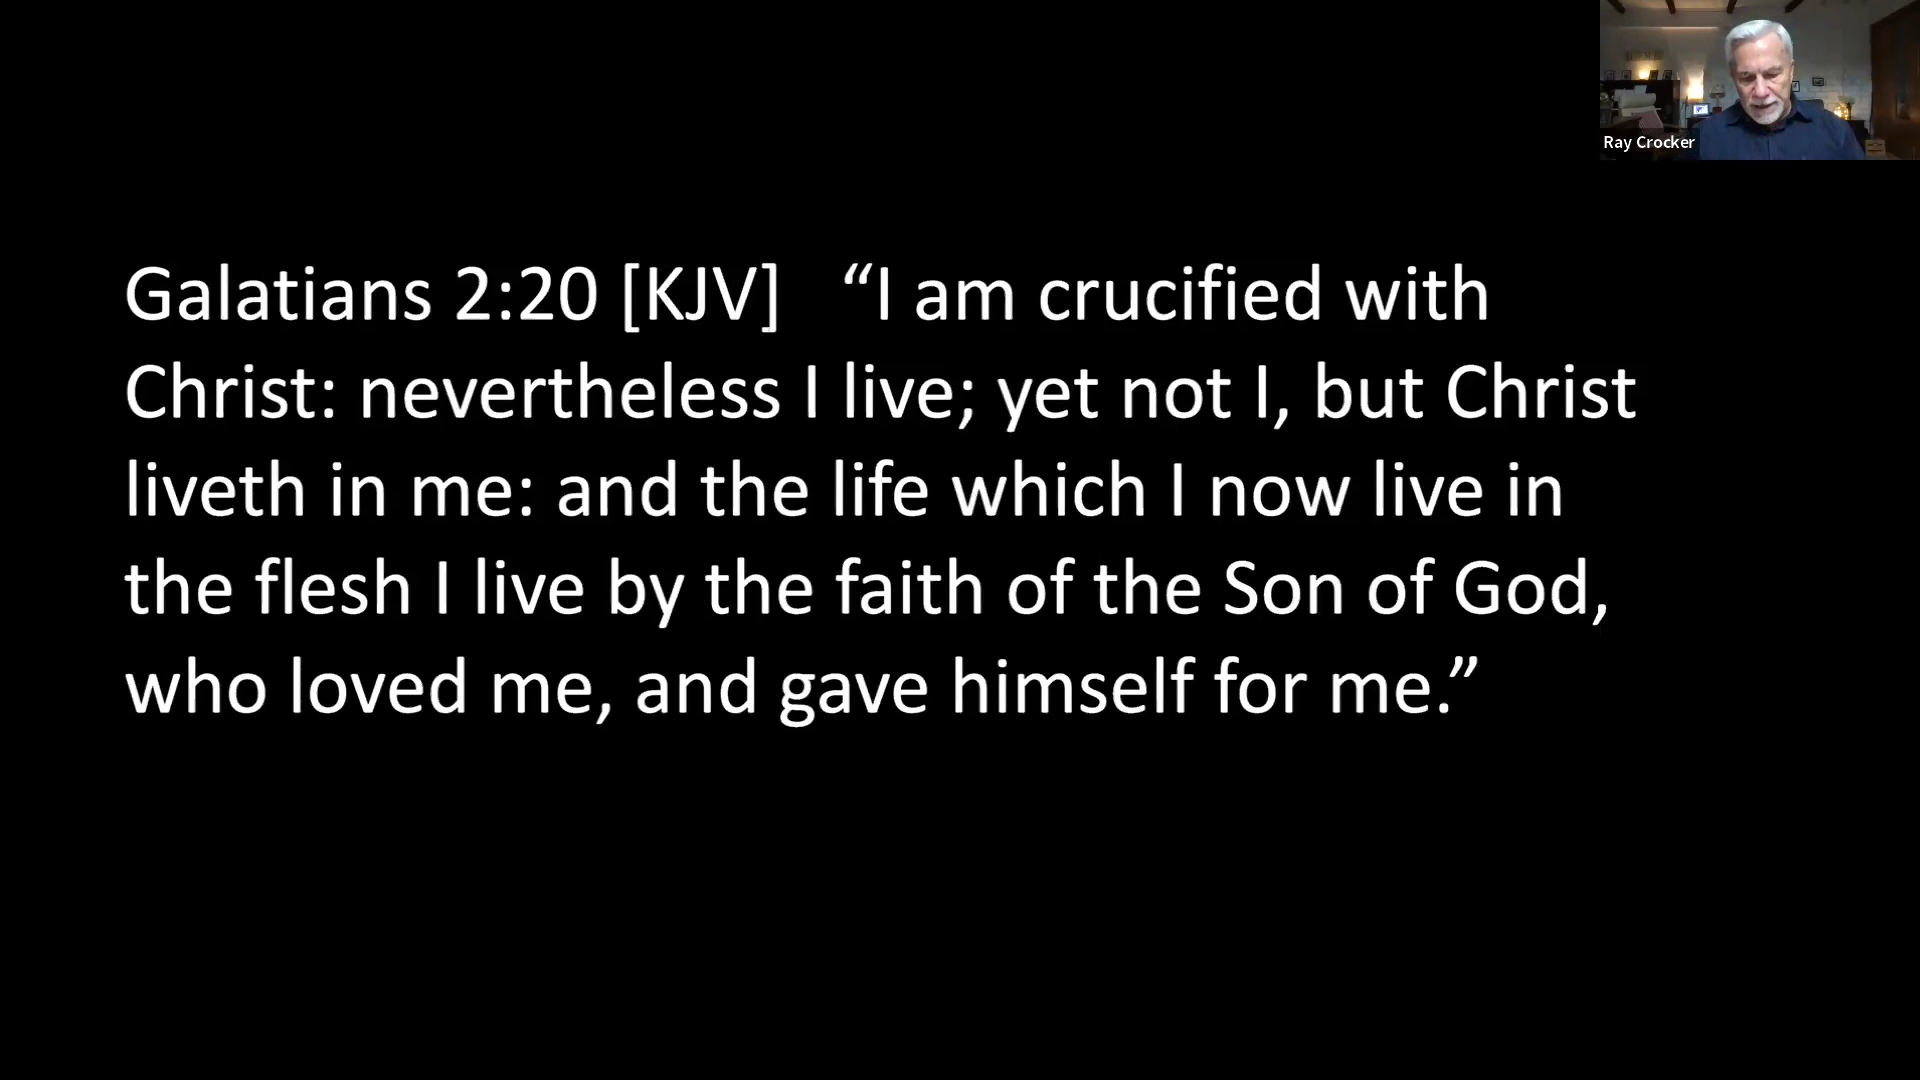 Ray Crocker
Galatians 2:20 [KJV]   “I am crucified with
Christ: nevertheless I live; yet not I, but Christ
liveth in me: and the life which I now live in
the flesh I live by the faith of the Son of God,
who loved me, and gave himself for me.”